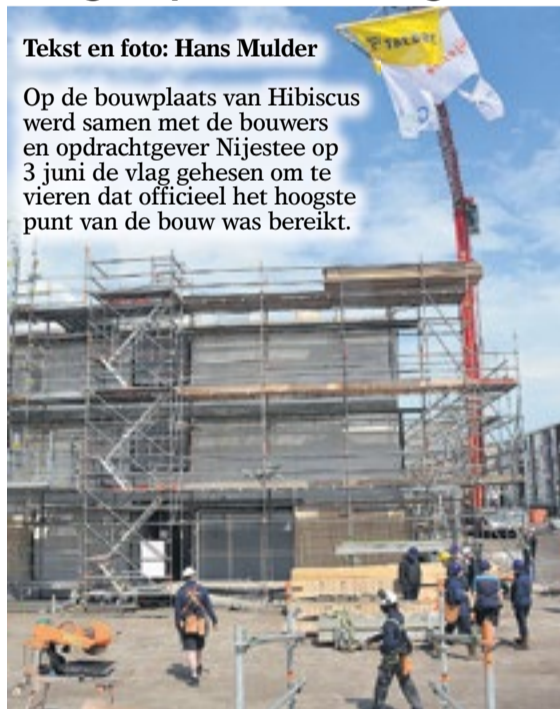 Tekst en foto: Hans Mulder
Op de bouwplaats van Hibiscus
werd samen met de bouwers
en opdrachtgever Nijestee op
3 juni de vlag gehesen om te
vieren dat officieel het hoogste
punt van de bouw was bereikt.